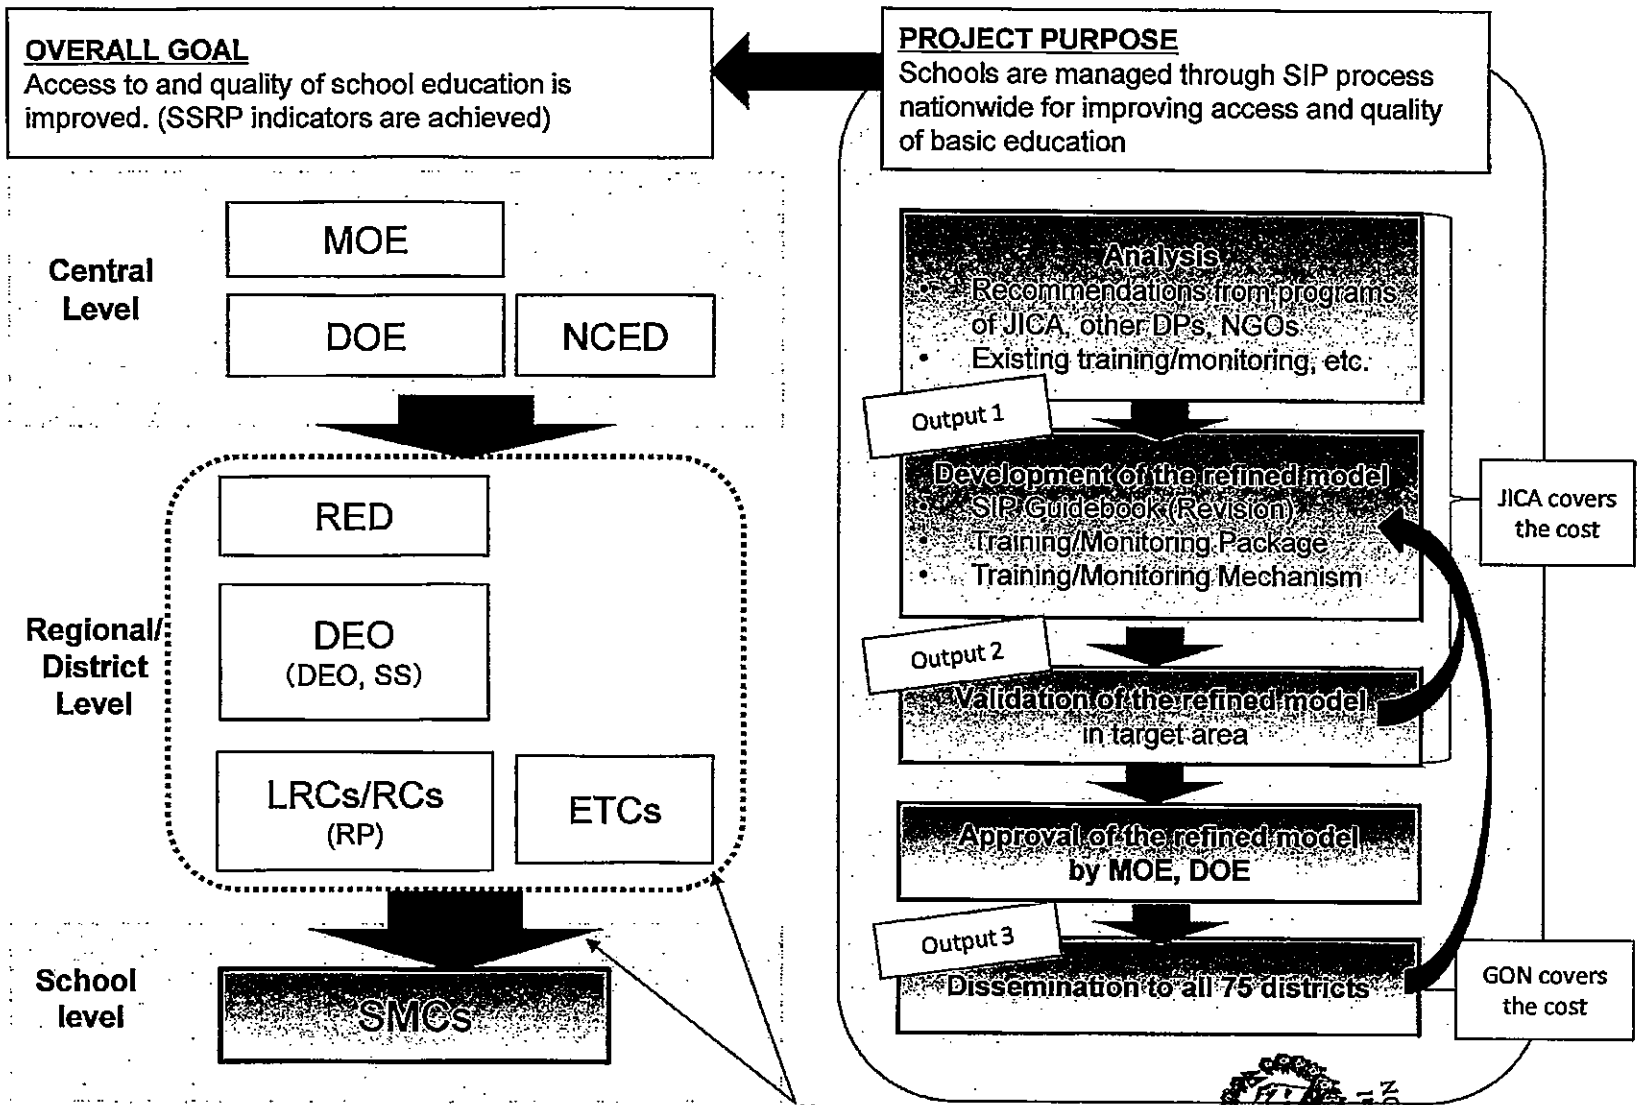 OVERALL GOAL
Access to and quality of school education is
improved. (SSRP indicators are achieved)
PROJECT PURPOSE
Schools are managed through SIP process
nationwide for improving access and quality
of basic education
Central
Level
MOE
DOE
NCED
Regional/
District
Level
RED
DEO
(DEO, SS)
LRCs/RCs
(RP)
ETCs
School
level
SMCs
Analysis
• Recommendations from programs
of JICA, other DPs, NGOs
• Existing training/monitoring, etc.
Output 1
Development of the refined model
• SIP Guidebook (Revision)
• Training/Monitoring Package
• Training/Monitoring Mechanism
JICA covers
the cost
Output 2
Validation of the refined model
in target area
Approval of the refined model
by MOE, DOE
Output 3
Dissemination to all 75 districts
GON covers
the cost